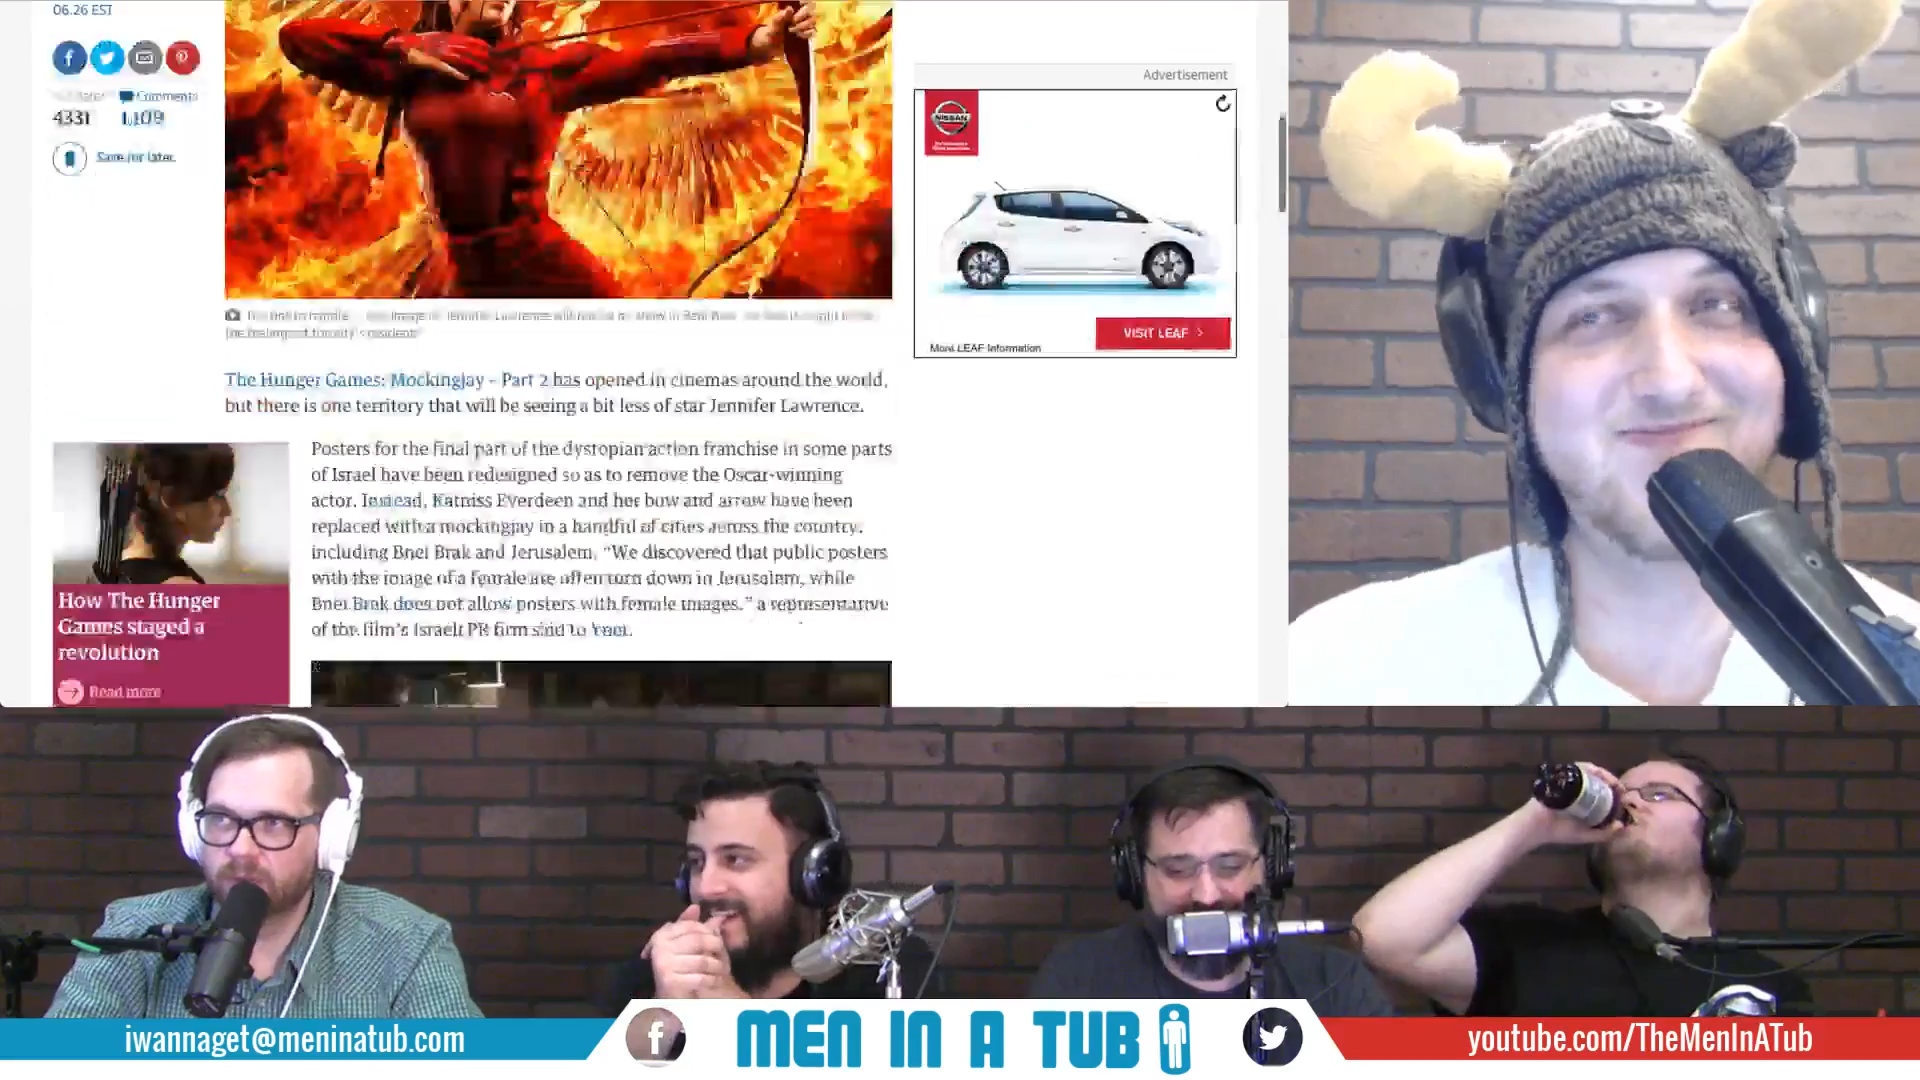 06.26 EST
Comments
4331 1,109
Save for later
Advertisement
NISSAN
VISIT LEAF >
More LEAF Information
The Hunger Games: Mockingjay - Part 2 has opened in cinemas around the world,
but there is one territory that will be seeing a bit less of star Jennifer Lawrence.
Posters for the final part of the dystopian action franchise in some parts
of Israel have been redesigned so as to remove the Oscar-winning
actor. Instead, Katniss Everdeen and her bow and arrow have been
replaced with a mockingjay in a handful of cities across the country,
including Bnei Brak and Jerusalem. “We discovered that public posters
with the image of a female are often torn down in Jerusalem, while
Bnei Brak does not allow posters with female images,” a representative
of the film’s Israeli PR firm said to Ynet.
How The Hunger
Games staged a
revolution
Read more
iwannaget@meninatub.com
MEN IN A TUB
youtube.com/TheMenInATub